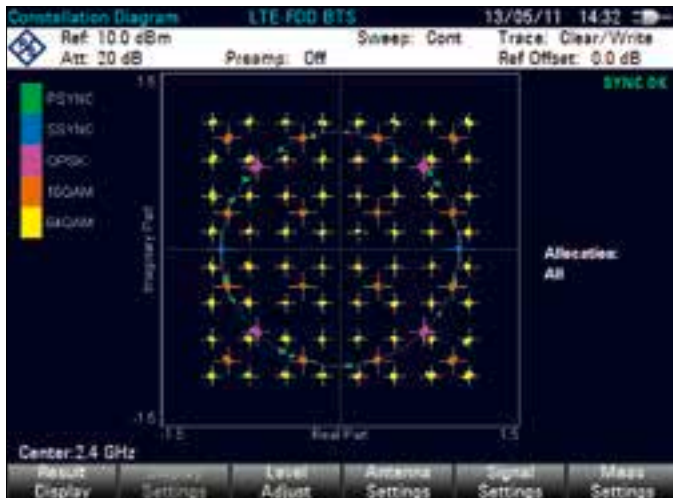 Constellation Diagram LTE FDD BTS 13/05/11 14:32
Ref: 10.0 dBm Sweep: Cont Trace: Clear/Write
Att: 20 dB Preamp: Off Ref Offset: 0.0 dB
1.5 SYNC OK
PSYNC
SSYNC
QPSK
16QAM
64QAM
Imaginary Part
Allocation:
All
-1.5
-1.5 Real Part 1.5
Center:2.4 GHz
Result Display
Display Settings
Level Adjust
Antenna Settings
Signal Settings
Meas Settings